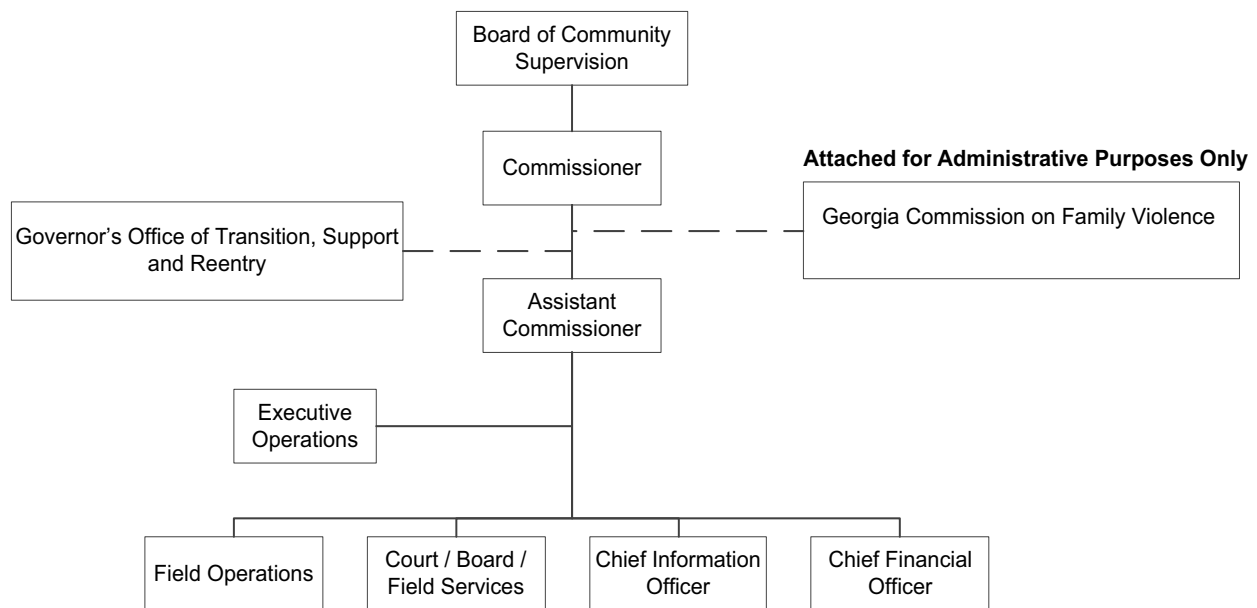 Board of Community
Supervision
Commissioner
Attached for Administrative Purposes Only
Georgia Commission on Family Violence
Governor’s Office of Transition, Support
and Reentry
Assistant
Commissioner
Executive
Operations
Field Operations
Court / Board /
Field Services
Chief Information
Officer
Chief Financial
Officer